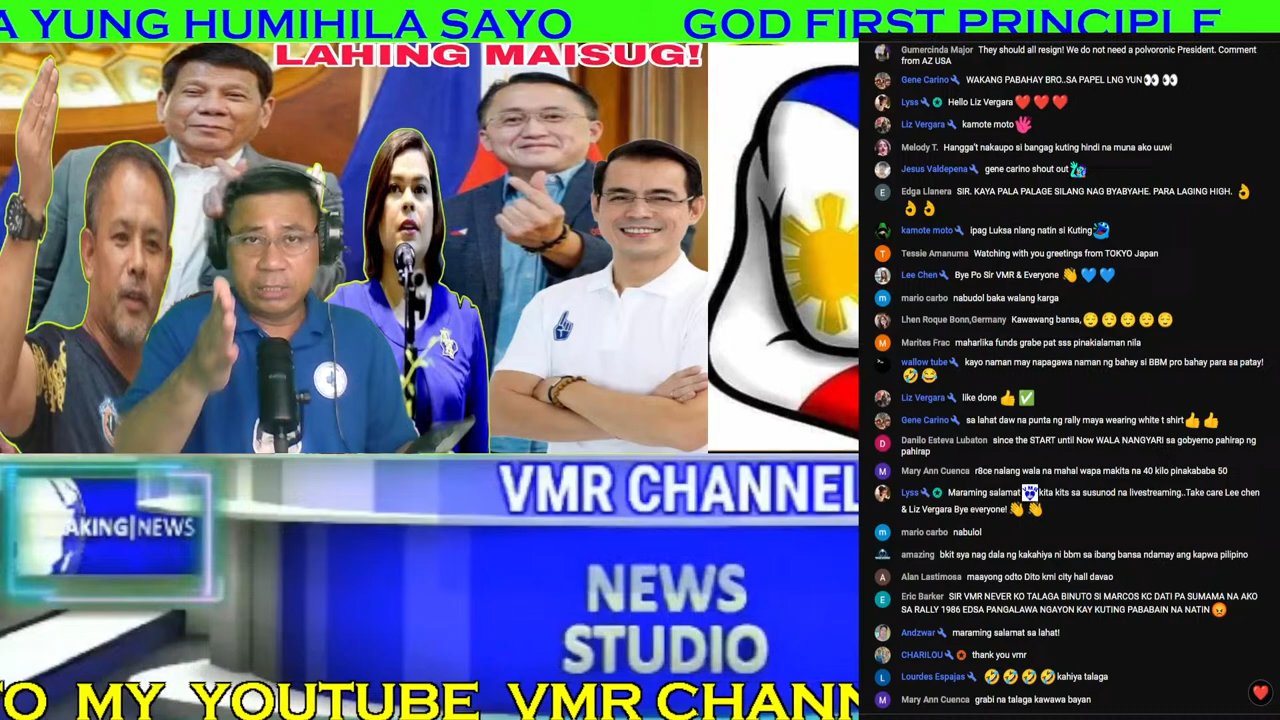 A YUNG HUMIHILA SAYO GOD FIRST PRINCIPLE
LAHING MAISUG!
VMR CHANNEL
AKING|NEWS
NEWS
STUDIO
TO MY YOUTUBE VMR CHANN
Gumercinda Major They should all resign! We do not need a polvoronic President. Comment
from AZ USA
Gene Carino WAKANG PABAHAY BRO..SA PAPEL LNG YUN👀👀
Lyss Hello Liz Vergara❤️❤️❤️
Liz Vergara kamote moto
Melody T. Hangga't nakaupo si bangag kuting hindi na muna ako uuwi
Jesus Valdepena gene carino shout out
E Edga Llanera SIR. KAYA PALA PALAGE SILANG NAG BYABYAHE. PARA LAGING HIGH. 👌
👌👌
kamote moto ipag Luksa nlang natin si Kuting
T Tessie Amanuma Watching with you greetings from TOKYO Japan
Lee Chen Bye Po Sir VMR & Everyone 👋💙💙
m mario carbo nabudol baka walang karga
Lhen Roque Bonn,Germany Kawawang bansa,😌😌😌😌😌
M Marites Frac maharlika funds grabe pat sss pinakialaman nila
wallow tube kayo naman may napagawa naman ng bahay si BBM pro bahay para sa patay!
🤣😂
Liz Vergara like done 👍✅
Gene Carino sa lahat daw na punta ng rally maya wearing white t shirt👍👍
D Danilo Esteva Lubaton since the START until Now WALA NANGYARI sa gobyerno pahirap ng
pahirap
M Mary Ann Cuenca r8ce nalang wala na mahal wapa makita na 40 kilo pinakababa 50
Lyss Maraming salamat kita kits sa susunod na livestreaming..Take care Lee chen
& Liz Vergara Bye everyone!👋👋
m mario carbo nabulol
amazing bkit sya nag dala ng kakahiya ni bbm sa ibang bansa ndamay ang kapwa pilipino
A Alan Lastimosa maayong odto Dito kmi city hall davao
E Eric Barker SIR VMR NEVER KO TALAGA BINUTO SI MARCOS KC DATI PA SUMAMA NA AKO
SA RALLY 1986 EDSA PANGALAWA NGAYON KAY KUTING PABABAIN NA NATIN😡
Andzwar maraming salamat sa lahat!
CHARILOU thank you vmr
L Lourdes Espajas 🤣🤣🤣🤣kahiya talaga
M Mary Ann Cuenca grabi na talaga kawawa bayan